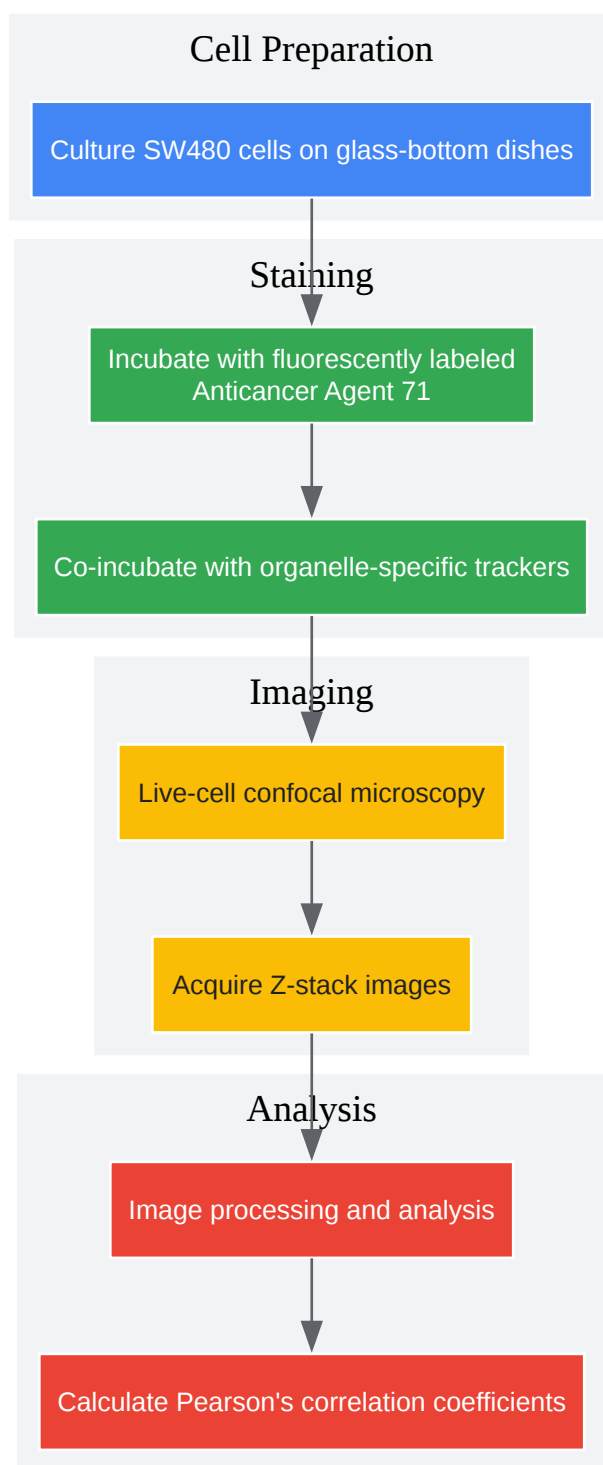 Cell Preparation
Culture SW480 cells on glass-bottom dishes
Staining
Incubate with fluorescently labeled
Anticancer Agent 71
Co-incubate with organelle-specific trackers
Imaging
Live-cell confocal microscopy
Acquire Z-stack images
Analysis
Image processing and analysis
Calculate Pearson's correlation coefficients